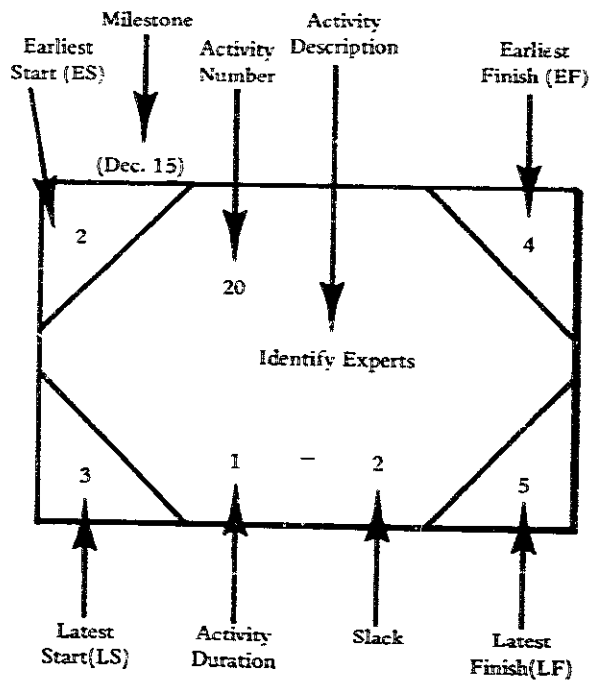 Milestone
Earliest
Start (ES)
Activity
Number
Activity
Description
Earliest
Finish (EF)
(Dec. 15)
2
4
20
Identify Experts
3
1 – 2
5
Latest
Start(LS)
Activity
Duration
Slack
Latest
Finish(LF)